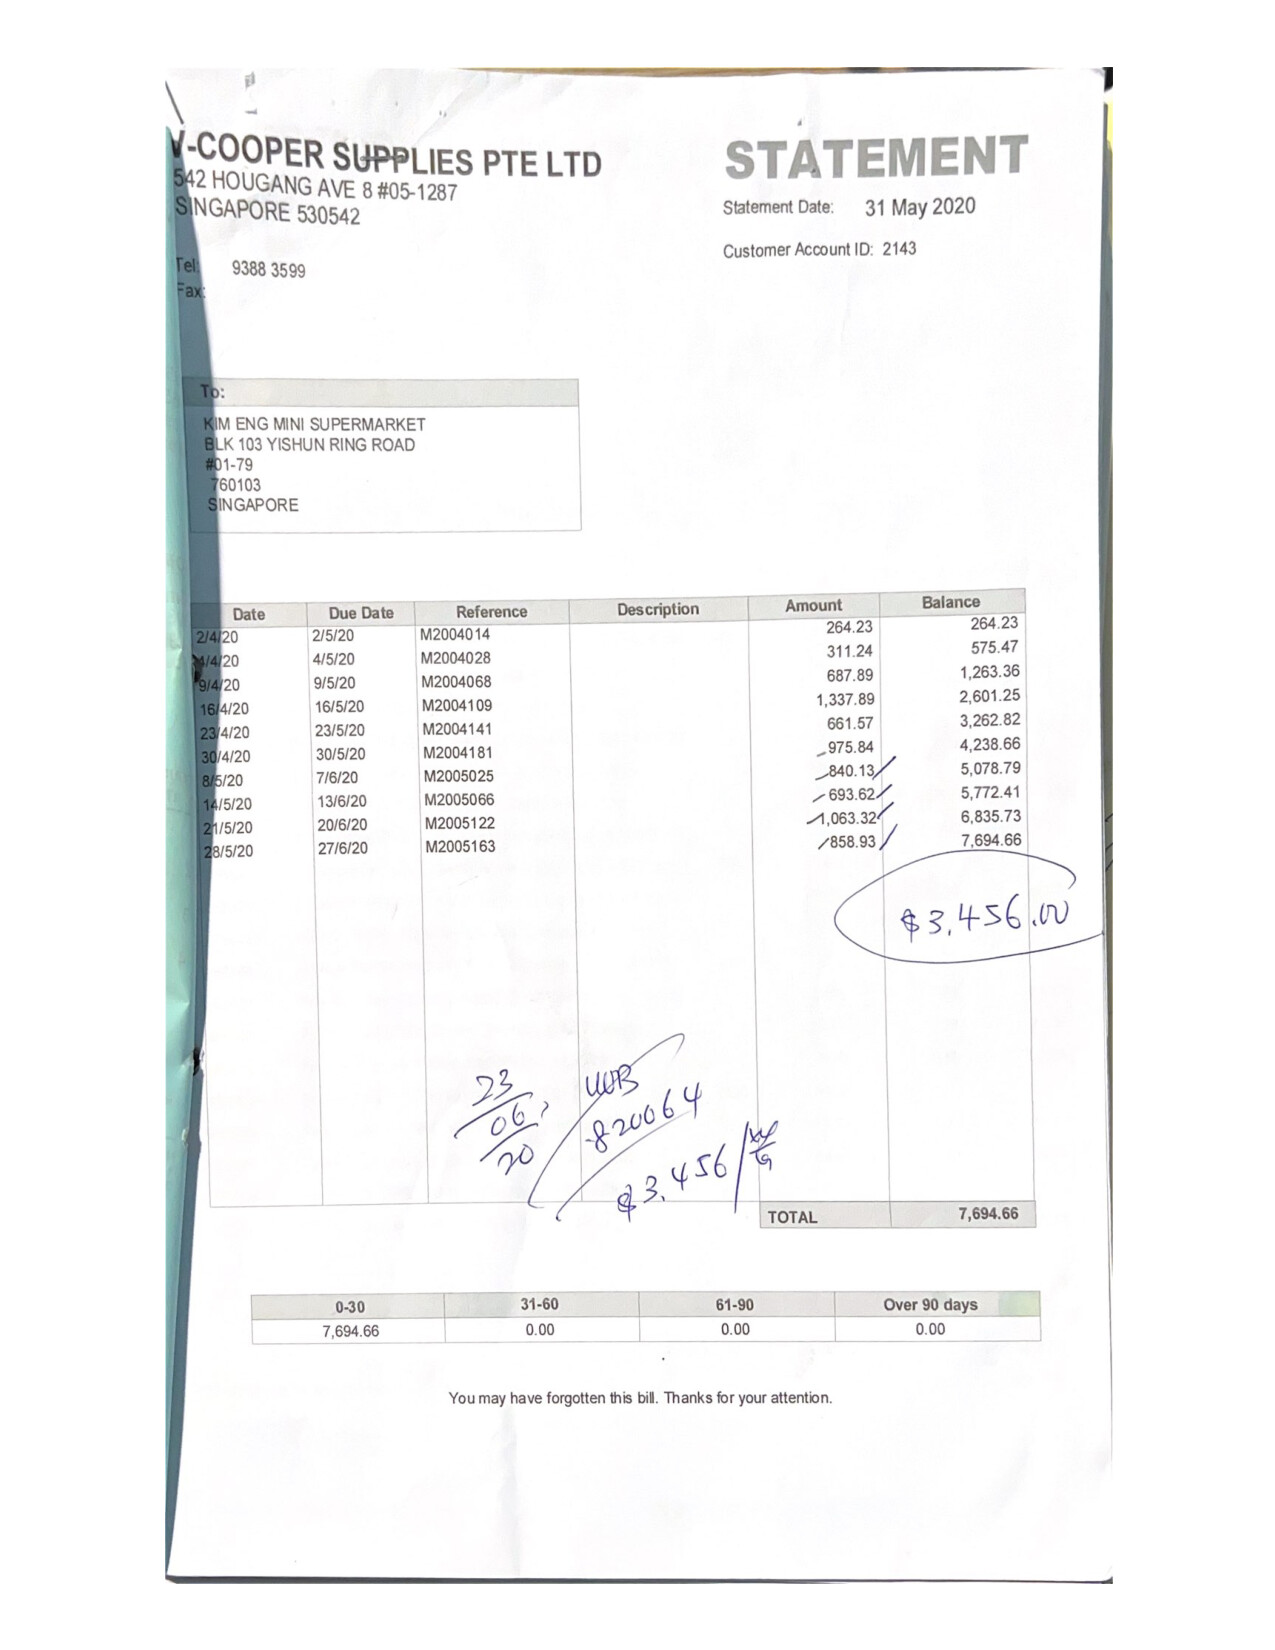 V-COOPER SUPPLIES PTE LTD
542 HOUGANG AVE 8 #05-1287
SINGAPORE 530542
Tel: 9388 3599
Fax:
STATEMENT
Statement Date: 31 May 2020
Customer Account ID: 2143
To:
KIM ENG MINI SUPERMARKET
BLK 103 YISHUN RING ROAD
#01-79
760103
SINGAPORE
Date Due Date Reference Description Amount Balance
2/4/20 2/5/20 M2004014 264.23 264.23
4/4/20 4/5/20 M2004028 311.24 575.47
9/4/20 9/5/20 M2004068 687.89 1,263.36
16/4/20 16/5/20 M2004109 1,337.89 2,601.25
23/4/20 23/5/20 M2004141 661.57 3,262.82
30/4/20 30/5/20 M2004181 975.84 4,238.66
8/5/20 7/6/20 M2005025 840.13 5,078.79
14/5/20 13/6/20 M2005066 693.62 5,772.41
21/5/20 20/6/20 M2005122 1,063.32 6,835.73
28/5/20 27/6/20 M2005163 858.93 7,694.66
$3,456.00
23
06
20
UOB
820064
$3,456/
TOTAL 7,694.66
0-30 31-60 61-90 Over 90 days
7,694.66 0.00 0.00 0.00
You may have forgotten this bill. Thanks for your attention.